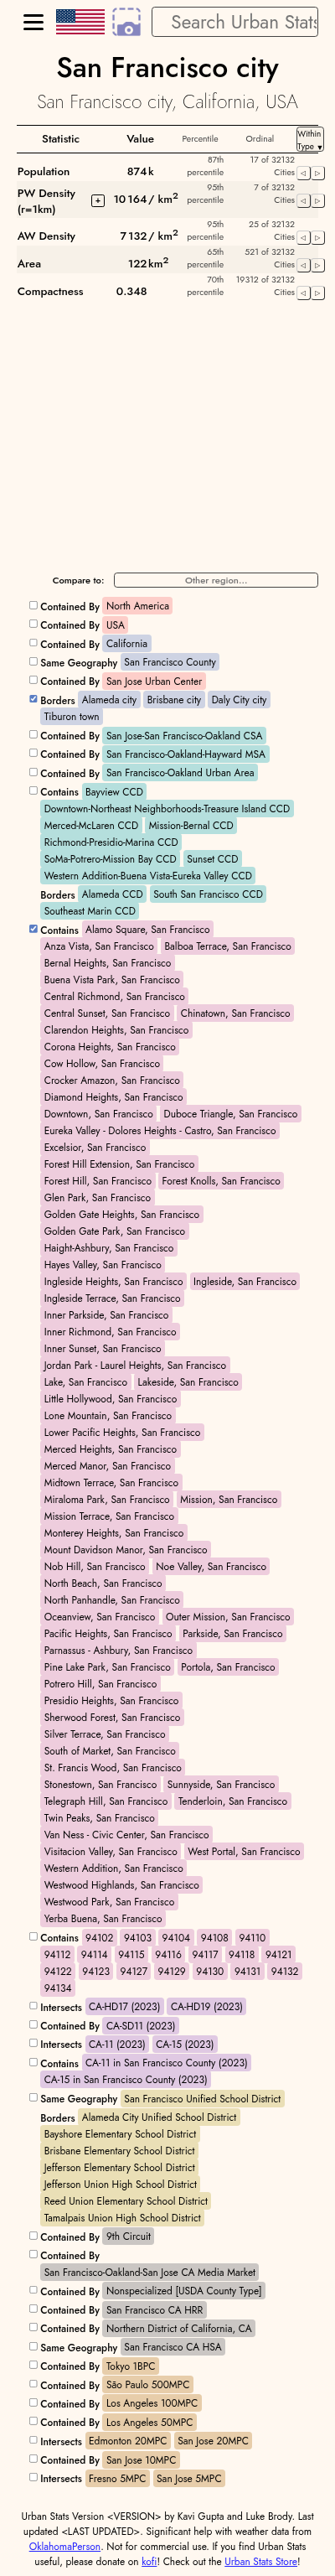 Search Urban Stats
San Francisco city
San Francisco city, California, USA
Statistic Value Percentile Ordinal Within Type ▼
Population 874k 87th percentile 17 of 32132 Cities ◁ ▷
PW Density (r=1km) + 10 164 / km2 95th percentile 7 of 32132 Cities ◁ ▷
AW Density 7 132 / km2 95th percentile 25 of 32132 Cities ◁ ▷
Area 122 km2 65th percentile 521 of 32132 Cities ◁ ▷
Compactness 0.348 70th percentile 19312 of 32132 Cities ◁ ▷
Compare to: Other region...
Contained By North America
Contained By USA
Contained By California
Same Geography San Francisco County
Contained By San Jose Urban Center
Borders Alameda city Brisbane city Daly City city
Tiburon town
Contained By San Jose-San Francisco-Oakland CSA
Contained By San Francisco-Oakland-Hayward MSA
Contained By San Francisco-Oakland Urban Area
Contains Bayview CCD
Downtown-Northeast Neighborhoods-Treasure Island CCD
Merced-McLaren CCD Mission-Bernal CCD
Richmond-Presidio-Marina CCD
SoMa-Potrero-Mission Bay CCD Sunset CCD
Western Addition-Buena Vista-Eureka Valley CCD
Borders Alameda CCD South San Francisco CCD
Southeast Marin CCD
Contains Alamo Square, San Francisco
Anza Vista, San Francisco Balboa Terrace, San Francisco
Bernal Heights, San Francisco
Buena Vista Park, San Francisco
Central Richmond, San Francisco
Central Sunset, San Francisco Chinatown, San Francisco
Clarendon Heights, San Francisco
Corona Heights, San Francisco
Cow Hollow, San Francisco
Crocker Amazon, San Francisco
Diamond Heights, San Francisco
Downtown, San Francisco Duboce Triangle, San Francisco
Eureka Valley - Dolores Heights - Castro, San Francisco
Excelsior, San Francisco
Forest Hill Extension, San Francisco
Forest Hill, San Francisco Forest Knolls, San Francisco
Glen Park, San Francisco
Golden Gate Heights, San Francisco
Golden Gate Park, San Francisco
Haight-Ashbury, San Francisco
Hayes Valley, San Francisco
Ingleside Heights, San Francisco Ingleside, San Francisco
Ingleside Terrace, San Francisco
Inner Parkside, San Francisco
Inner Richmond, San Francisco
Inner Sunset, San Francisco
Jordan Park - Laurel Heights, San Francisco
Lake, San Francisco Lakeside, San Francisco
Little Hollywood, San Francisco
Lone Mountain, San Francisco
Lower Pacific Heights, San Francisco
Merced Heights, San Francisco
Merced Manor, San Francisco
Midtown Terrace, San Francisco
Miraloma Park, San Francisco Mission, San Francisco
Mission Terrace, San Francisco
Monterey Heights, San Francisco
Mount Davidson Manor, San Francisco
Nob Hill, San Francisco Noe Valley, San Francisco
North Beach, San Francisco
North Panhandle, San Francisco
Oceanview, San Francisco Outer Mission, San Francisco
Pacific Heights, San Francisco Parkside, San Francisco
Parnassus - Ashbury, San Francisco
Pine Lake Park, San Francisco Portola, San Francisco
Potrero Hill, San Francisco
Presidio Heights, San Francisco
Sherwood Forest, San Francisco
Silver Terrace, San Francisco
South of Market, San Francisco
St. Francis Wood, San Francisco
Stonestown, San Francisco Sunnyside, San Francisco
Telegraph Hill, San Francisco Tenderloin, San Francisco
Twin Peaks, San Francisco
Van Ness - Civic Center, San Francisco
Visitacion Valley, San Francisco West Portal, San Francisco
Western Addition, San Francisco
Westwood Highlands, San Francisco
Westwood Park, San Francisco
Yerba Buena, San Francisco
Contains 94102 94103 94104 94108 94110
94112 94114 94115 94116 94117 94118 94121
94122 94123 94127 94129 94130 94131 94132
94134
Intersects CA-HD17 (2023) CA-HD19 (2023)
Contained By CA-SD11 (2023)
Intersects CA-11 (2023) CA-15 (2023)
Contains CA-11 in San Francisco County (2023)
CA-15 in San Francisco County (2023)
Same Geography San Francisco Unified School District
Borders Alameda City Unified School District
Bayshore Elementary School District
Brisbane Elementary School District
Jefferson Elementary School District
Jefferson Union High School District
Reed Union Elementary School District
Tamalpais Union High School District
Contained By 9th Circuit
Contained By
San Francisco-Oakland-San Jose CA Media Market
Contained By Nonspecialized [USDA County Type]
Contained By San Francisco CA HRR
Contained By Northern District of California, CA
Same Geography San Francisco CA HSA
Contained By Tokyo 1BPC
Contained By São Paulo 500MPC
Contained By Los Angeles 100MPC
Contained By Los Angeles 50MPC
Intersects Edmonton 20MPC San Jose 20MPC
Contained By San Jose 10MPC
Intersects Fresno 5MPC San Jose 5MPC
Urban Stats Version <VERSION> by Kavi Gupta and Luke Brody. Last
updated <LAST UPDATED>. Significant help with weather data from
OklahomaPerson. Not for commercial use. If you find Urban Stats
useful, please donate on kofi! Check out the Urban Stats Store!